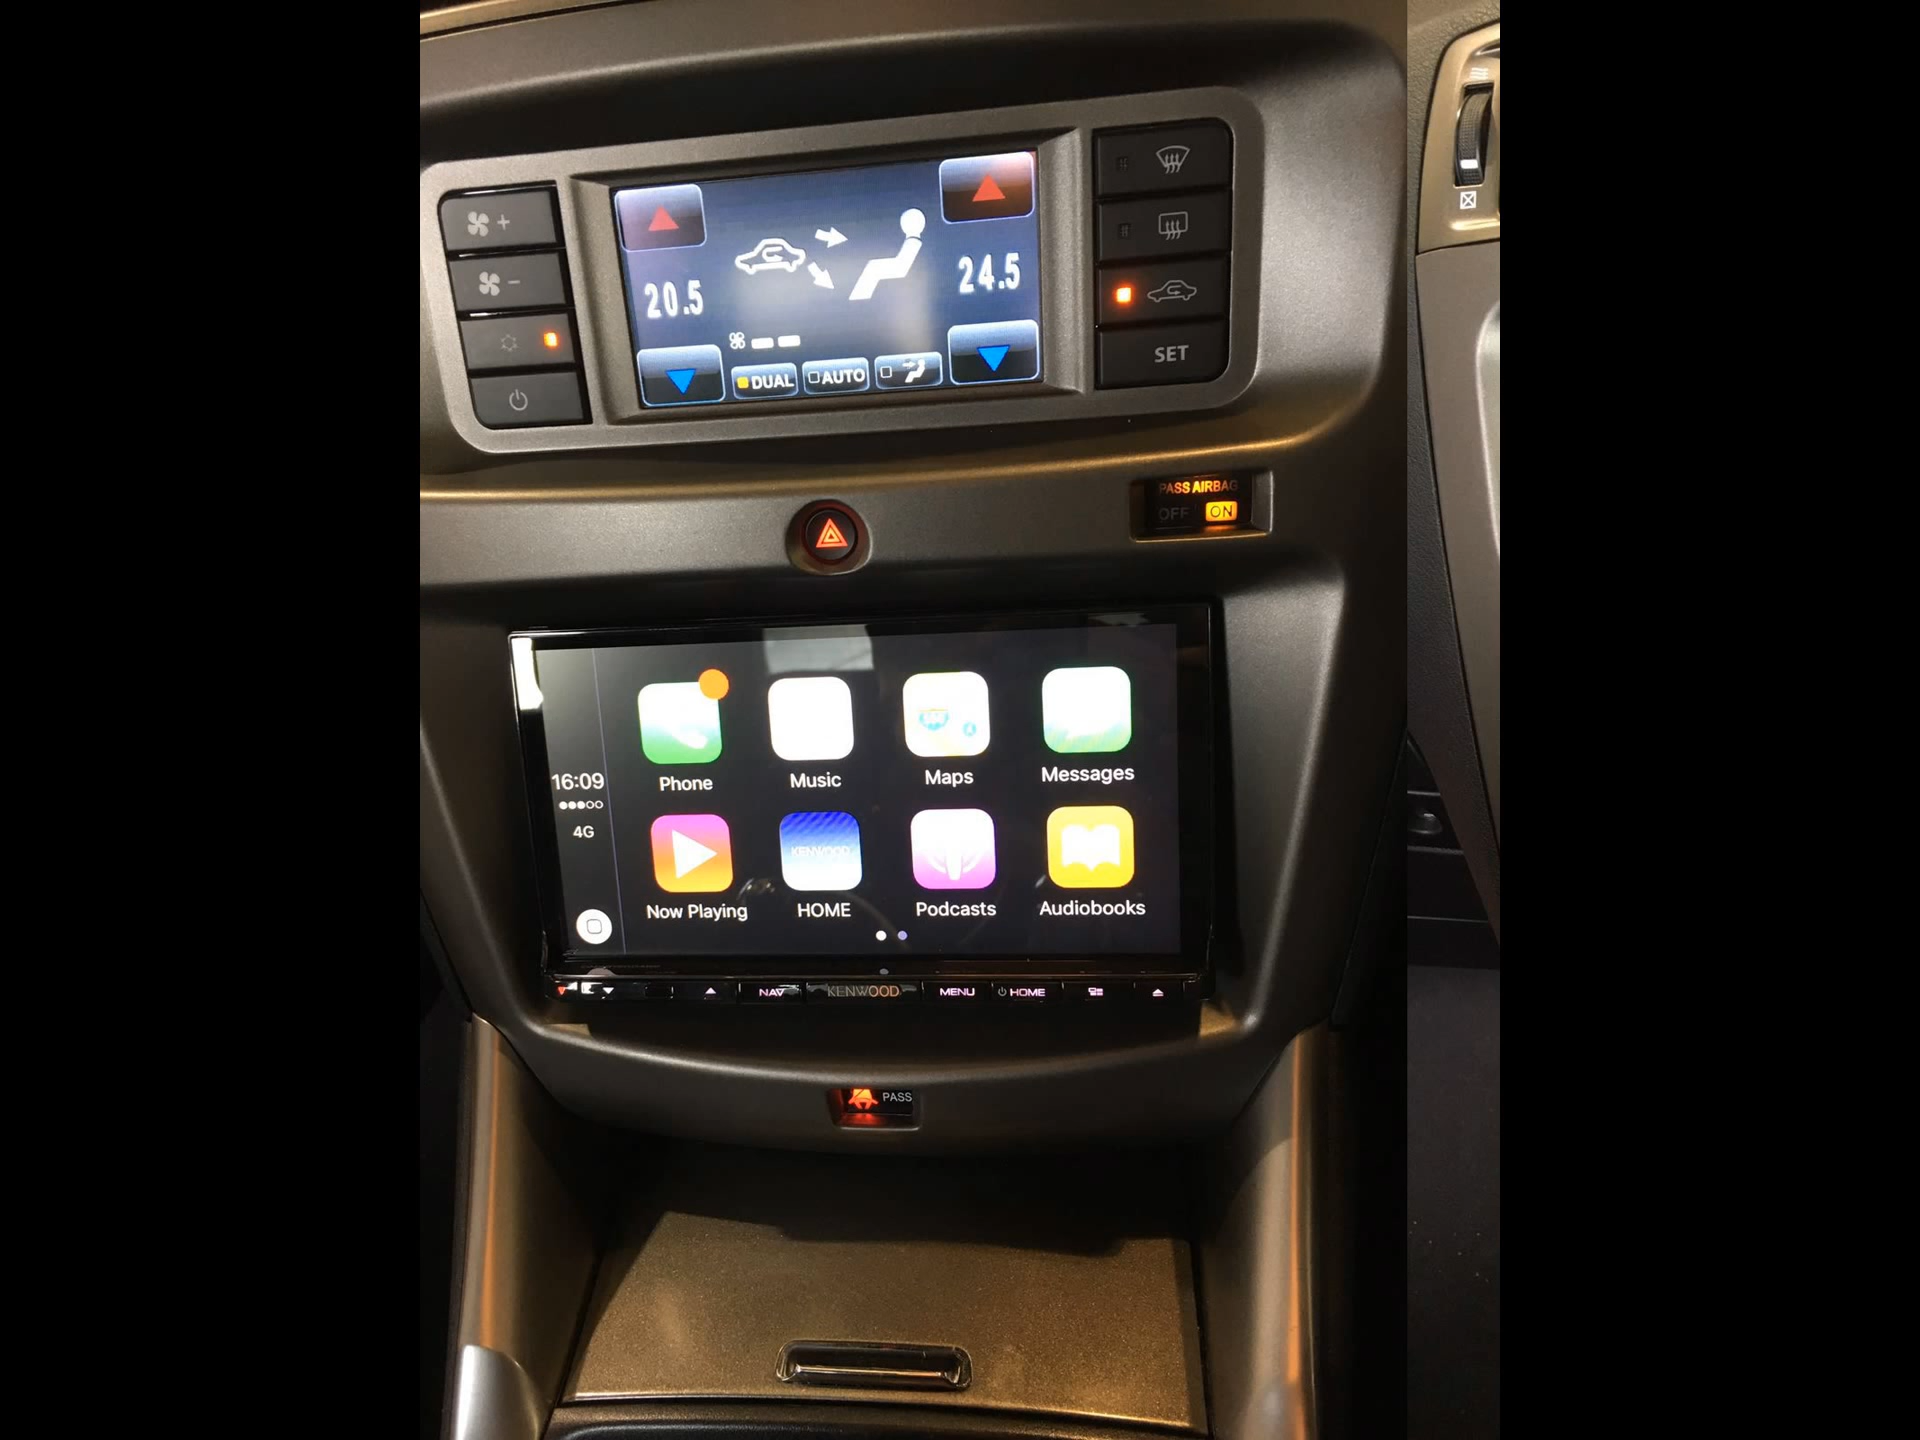 20.5
24.5
DUAL AUTO
SET
PASS AIRBAG
OFF ON
16:09
4G
Phone Music Maps Messages
KENWOOD
Now Playing HOME Podcasts Audiobooks
NAV KENWOOD MENU HOME
PASS